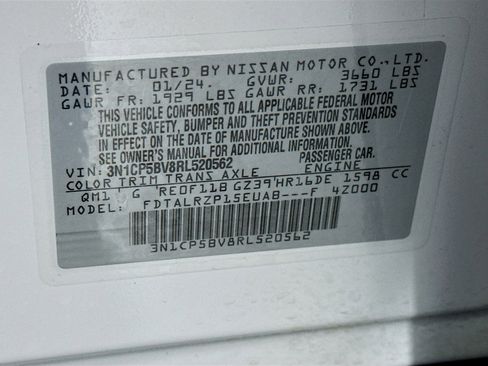 MANUFACTURED BY NISSAN MOTOR CO., LTD.
DATE: 01/24. GVWR: 3660 LBS
GAWR FR: 1929 LBS GAWR RR: 1731 LBS
THIS VEHICLE CONFORMS TO ALL APPLICABLE FEDERAL MOTOR
VEHICLE SAFETY, BUMPER AND THEFT PREVENTION STANDARDS
IN EFFECT ON THE DATE OF MANUFACTURE SHOWN ABOVE.
SEE OWNER'S MANUAL FOR ADDITIONAL INFORMATION.
VIN: 3N1CP5BV8RL520562 PASSENGER CAR.
COLOR TRIM TRANS AXLE ENGINE
QM1 G RE0F11B GZ39 HR16DE 1598 CC
MODEL: FDTALRZP15EUAB---F 4Z000
3N1CP5BV8RL520562